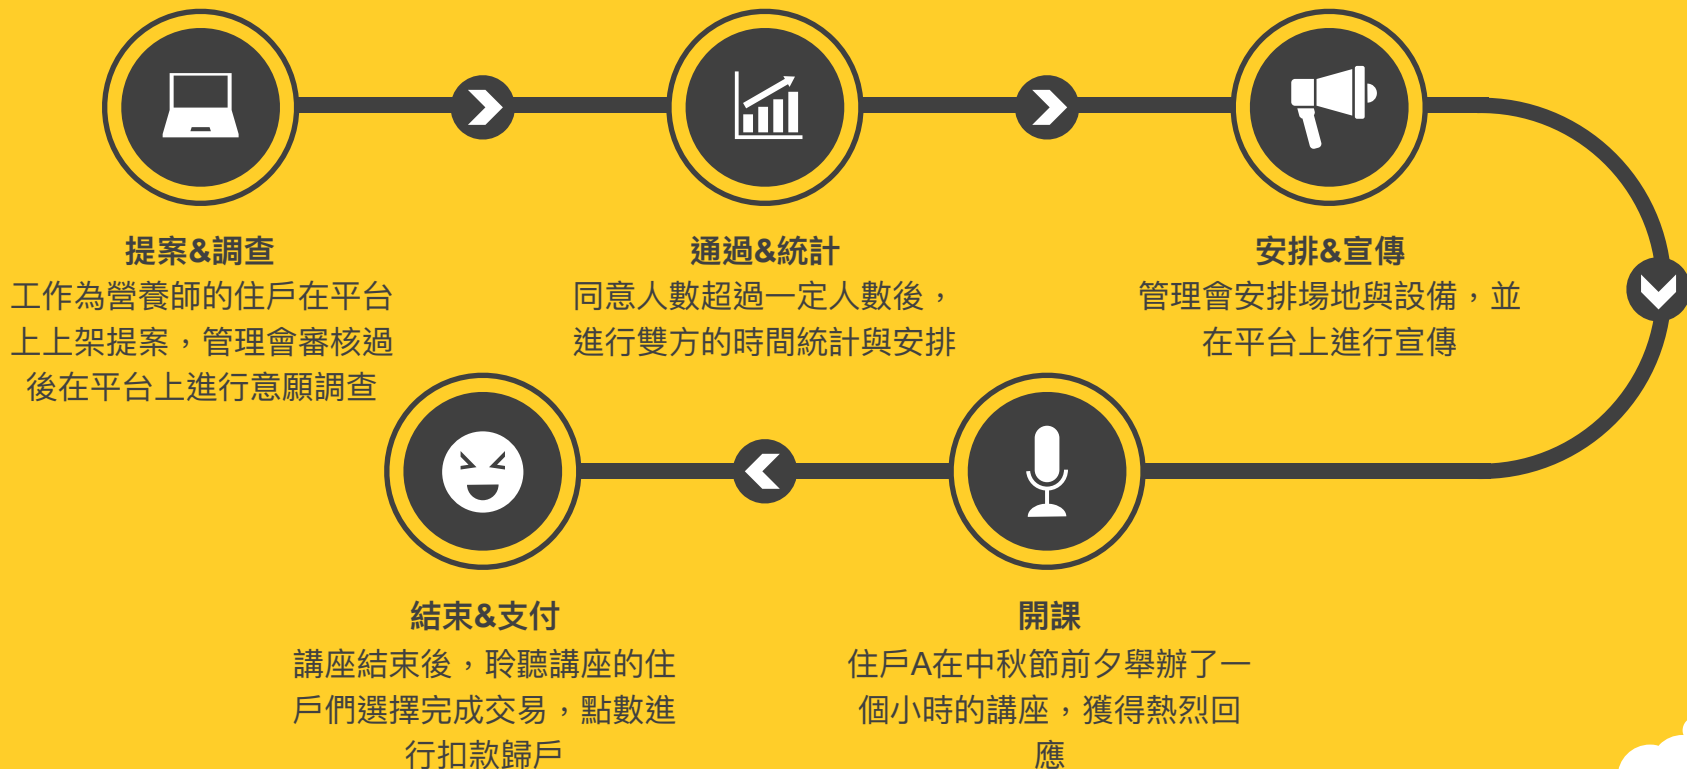 提案&調查
工作為營養師的住戶在平台
上上架提案，管理會審核過
後在平台上進行意願調查
通過&統計
同意人數超過一定人數後，
進行雙方的時間統計與安排
安排&宣傳
管理會安排場地與設備，並
在平台上進行宣傳
開課
住戶A在中秋節前夕舉辦了一
個小時的講座，獲得熱烈回
應
結束&支付
講座結束後，聆聽講座的住
戶們選擇完成交易，點數進
行扣款歸戶